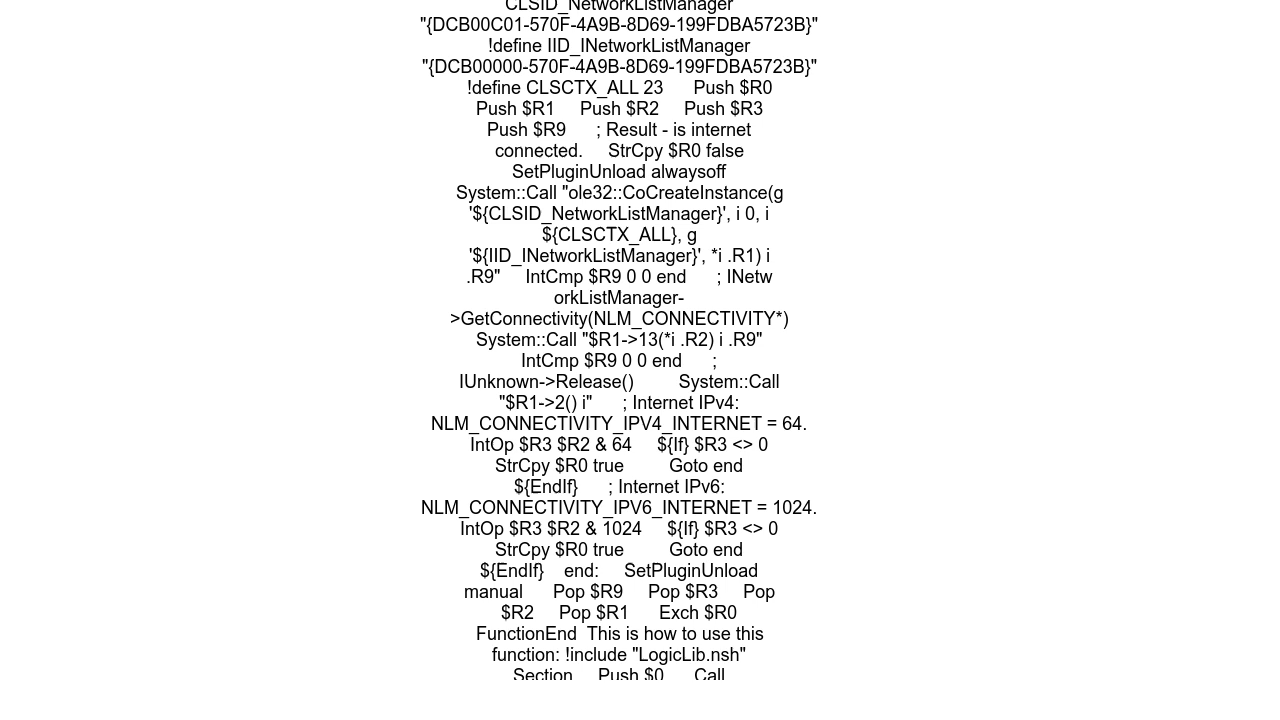 CLSID_NetworkListManager
"{DCB00C01-570F-4A9B-8D69-199FDBA5723B}"
!define IID_INetworkListManager
"{DCB00000-570F-4A9B-8D69-199FDBA5723B}"
!define CLSCTX_ALL 23 Push $R0
Push $R1 Push $R2 Push $R3
Push $R9 ; Result - is internet
connected. StrCpy $R0 false
SetPluginUnload alwaysoff
System::Call "ole32::CoCreateInstance(g
'${CLSID_NetworkListManager}', i 0, i
${CLSCTX_ALL}, g
'${IID_INetworkListManager}', *i .R1) i
.R9" IntCmp $R9 0 0 end ; INetw
orkListManager-
>GetConnectivity(NLM_CONNECTIVITY*)
System::Call "$R1->13(*i .R2) i .R9"
IntCmp $R9 0 0 end ;
IUnknown->Release() System::Call
"$R1->2() i" ; Internet IPv4:
NLM_CONNECTIVITY_IPV4_INTERNET = 64.
IntOp $R3 $R2 & 64 ${If} $R3 <> 0
StrCpy $R0 true Goto end
${EndIf} ; Internet IPv6:
NLM_CONNECTIVITY_IPV6_INTERNET = 1024.
IntOp $R3 $R2 & 1024 ${If} $R3 <> 0
StrCpy $R0 true Goto end
${EndIf} end: SetPluginUnload
manual Pop $R9 Pop $R3 Pop
$R2 Pop $R1 Exch $R0
FunctionEnd This is how to use this
function: !include "LogicLib.nsh"
Section Push $0 Call